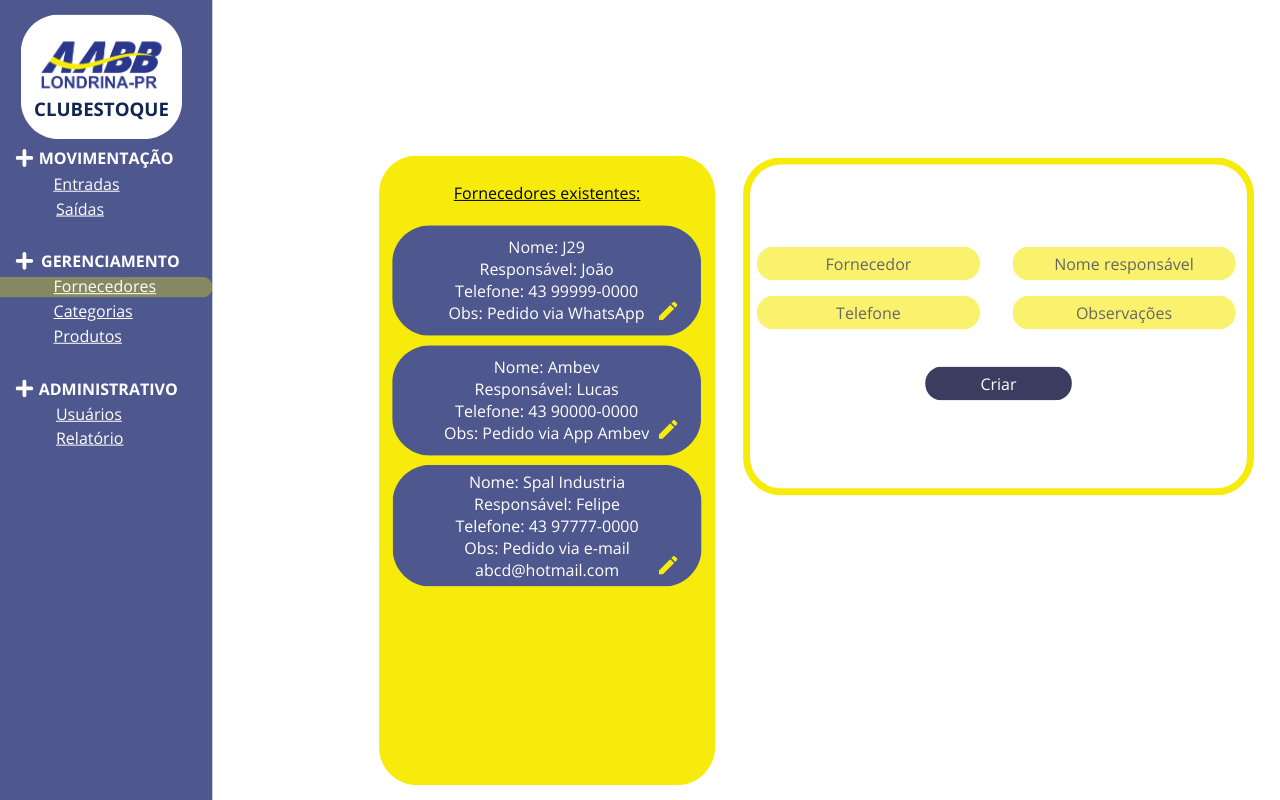 AABB
LONDRINA-PR
CLUBESTOQUE
MOVIMENTAÇÃO
Entradas
Saídas
GERENCIAMENTO
Fornecedores
Categorias
Produtos
ADMINISTRATIVO
Usuários
Relatório
Fornecedores existentes:
Nome: J29
Responsável: João
Telefone: 43 99999-0000
Obs: Pedido via WhatsApp
Nome: Ambev
Responsável: Lucas
Telefone: 43 90000-0000
Obs: Pedido via App Ambev
Nome: Spal Industria
Responsável: Felipe
Telefone: 43 97777-0000
Obs: Pedido via e-mail
abcd@hotmail.com
Fornecedor
Nome responsável
Telefone
Observações
Criar